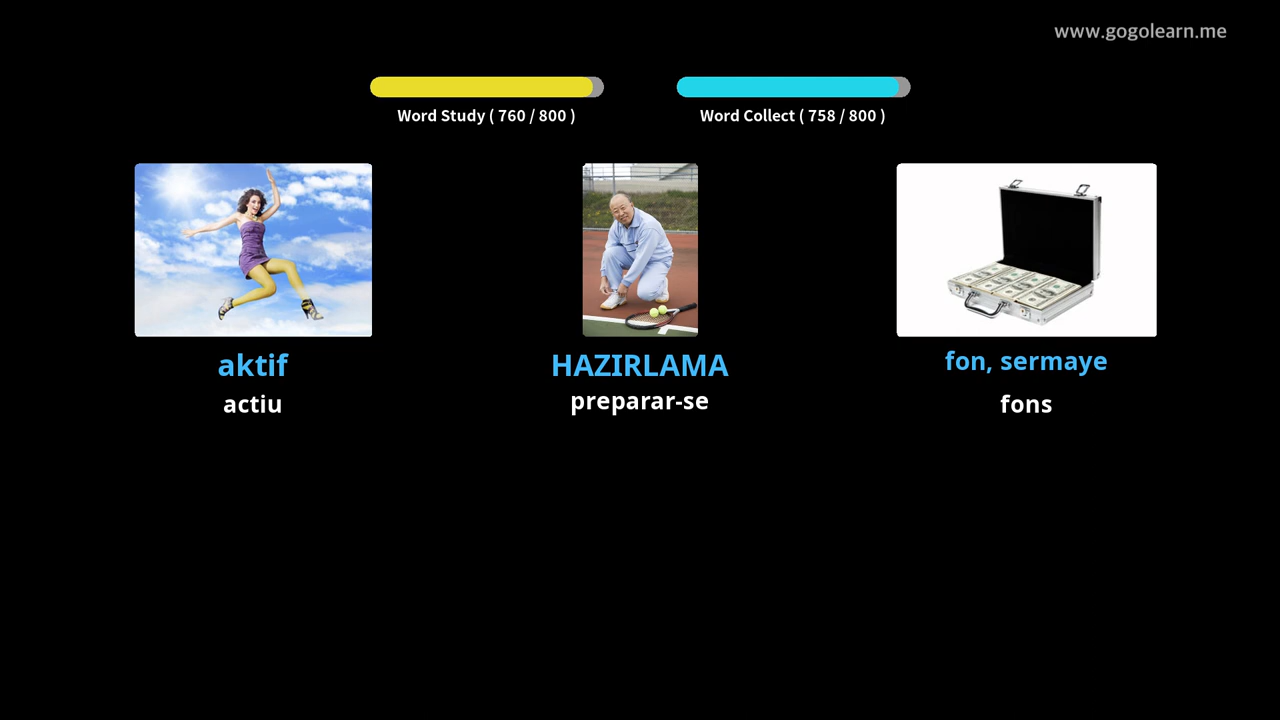 www.gogolearn.me
Word Study ( 760 / 800 )
Word Collect ( 758 / 800 )
aktif
HAZIRLAMA
fon, sermaye
actiu
preparar-se
fons